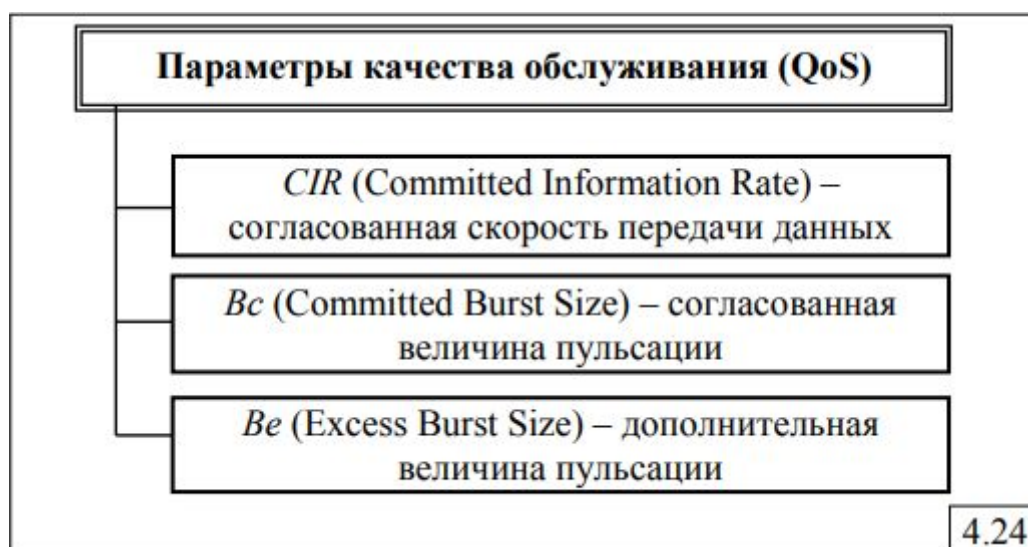 Параметры качества обслуживания (QoS)
CIR (Committed Information Rate) –
согласованная скорость передачи данных
Bc (Committed Burst Size) – согласованная
величина пульсации
Be (Excess Burst Size) – дополнительная
величина пульсации
4.24